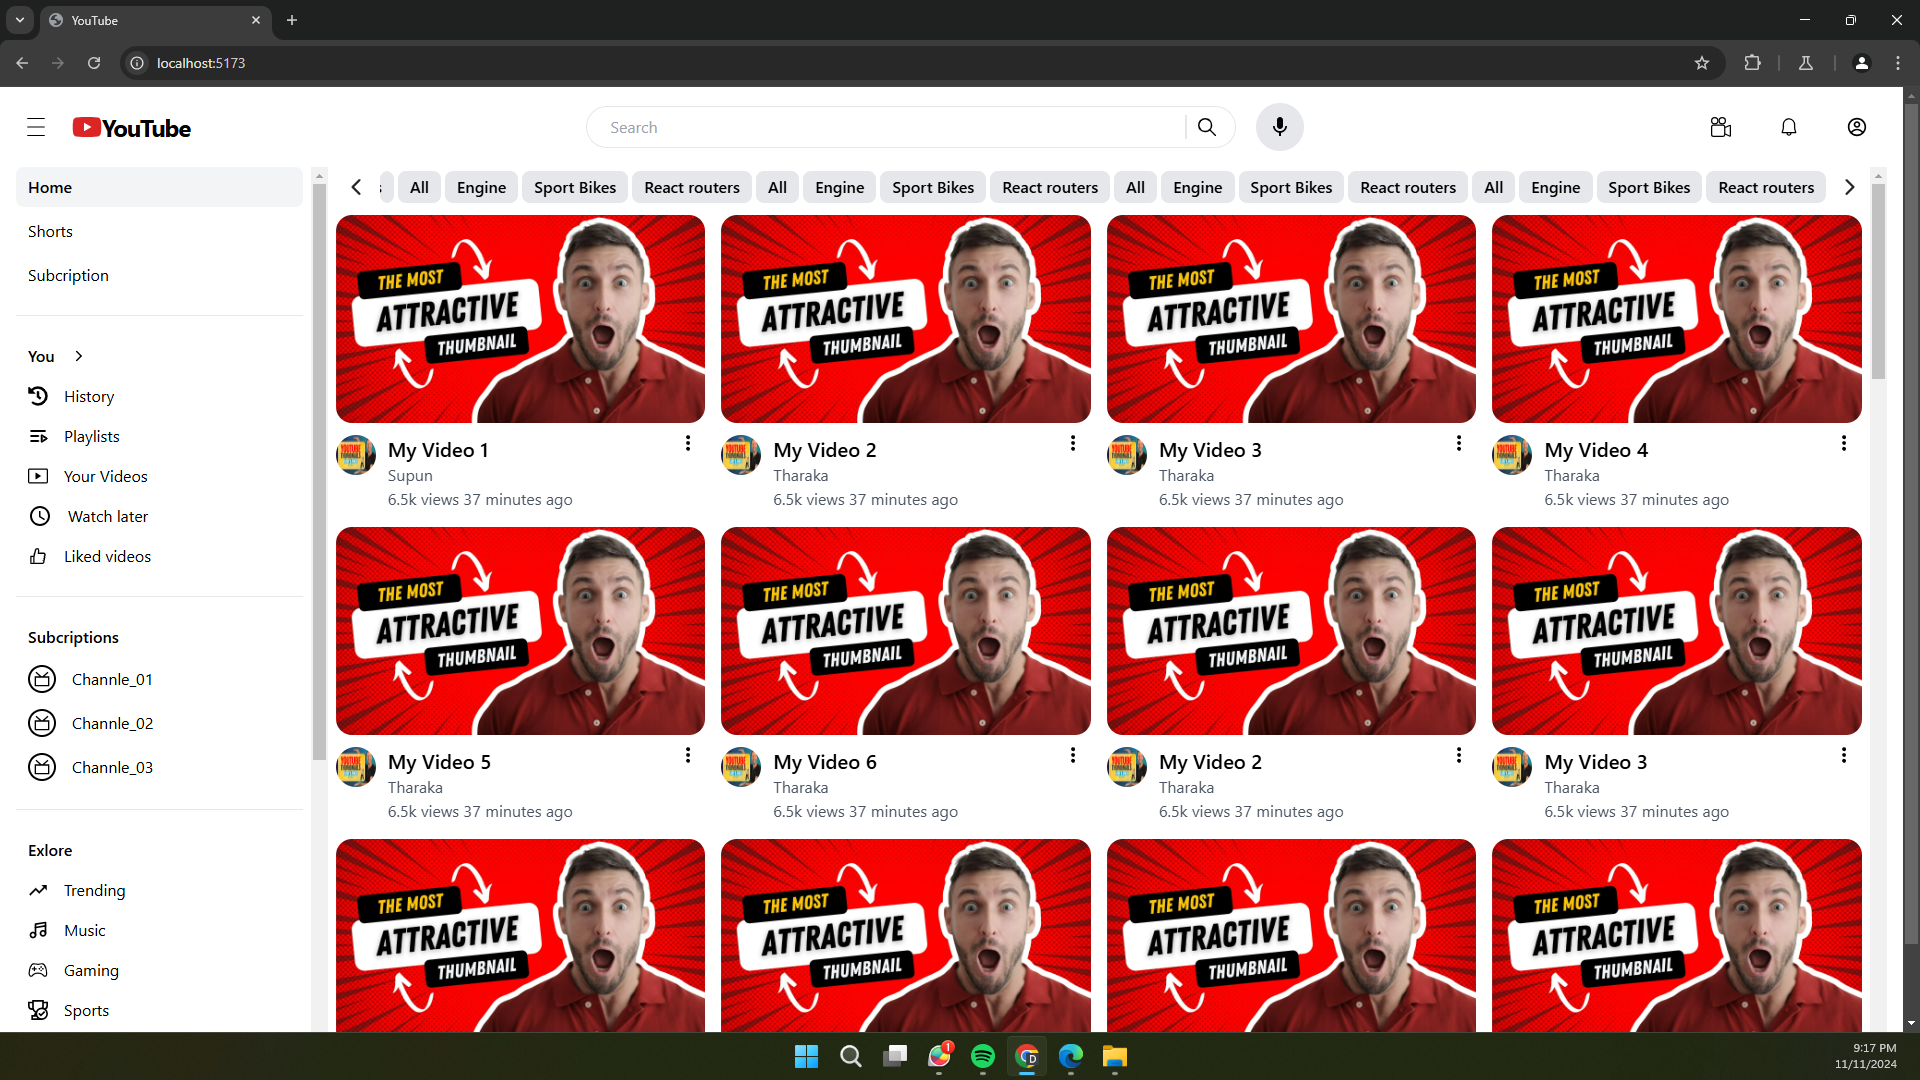 YouTube
localhost:5173
YouTube
Search
Home
Shorts
Subcription
You
History
Playlists
Your Videos
Watch later
Liked videos
Subcriptions
Channle_01
Channle_02
Channle_03
Exlore
Trending
Music
Gaming
Sports
All Engine Sport Bikes React routers All Engine Sport Bikes React routers All Engine Sport Bikes React routers All Engine Sport Bikes React routers
THE MOST
ATTRACTIVE
THUMBNAIL
THE MOST
ATTRACTIVE
THUMBNAIL
THE MOST
ATTRACTIVE
THUMBNAIL
THE MOST
ATTRACTIVE
THUMBNAIL
My Video 1
Supun
6.5k views 37 minutes ago
My Video 2
Tharaka
6.5k views 37 minutes ago
My Video 3
Tharaka
6.5k views 37 minutes ago
My Video 4
Tharaka
6.5k views 37 minutes ago
THE MOST
ATTRACTIVE
THUMBNAIL
THE MOST
ATTRACTIVE
THUMBNAIL
THE MOST
ATTRACTIVE
THUMBNAIL
THE MOST
ATTRACTIVE
THUMBNAIL
My Video 5
Tharaka
6.5k views 37 minutes ago
My Video 6
Tharaka
6.5k views 37 minutes ago
My Video 2
Tharaka
6.5k views 37 minutes ago
My Video 3
Tharaka
6.5k views 37 minutes ago
THE MOST
ATTRACTIVE
THUMBNAIL
THE MOST
ATTRACTIVE
THUMBNAIL
THE MOST
ATTRACTIVE
THUMBNAIL
THE MOST
ATTRACTIVE
THUMBNAIL
1
D
9:17 PM
11/11/2024